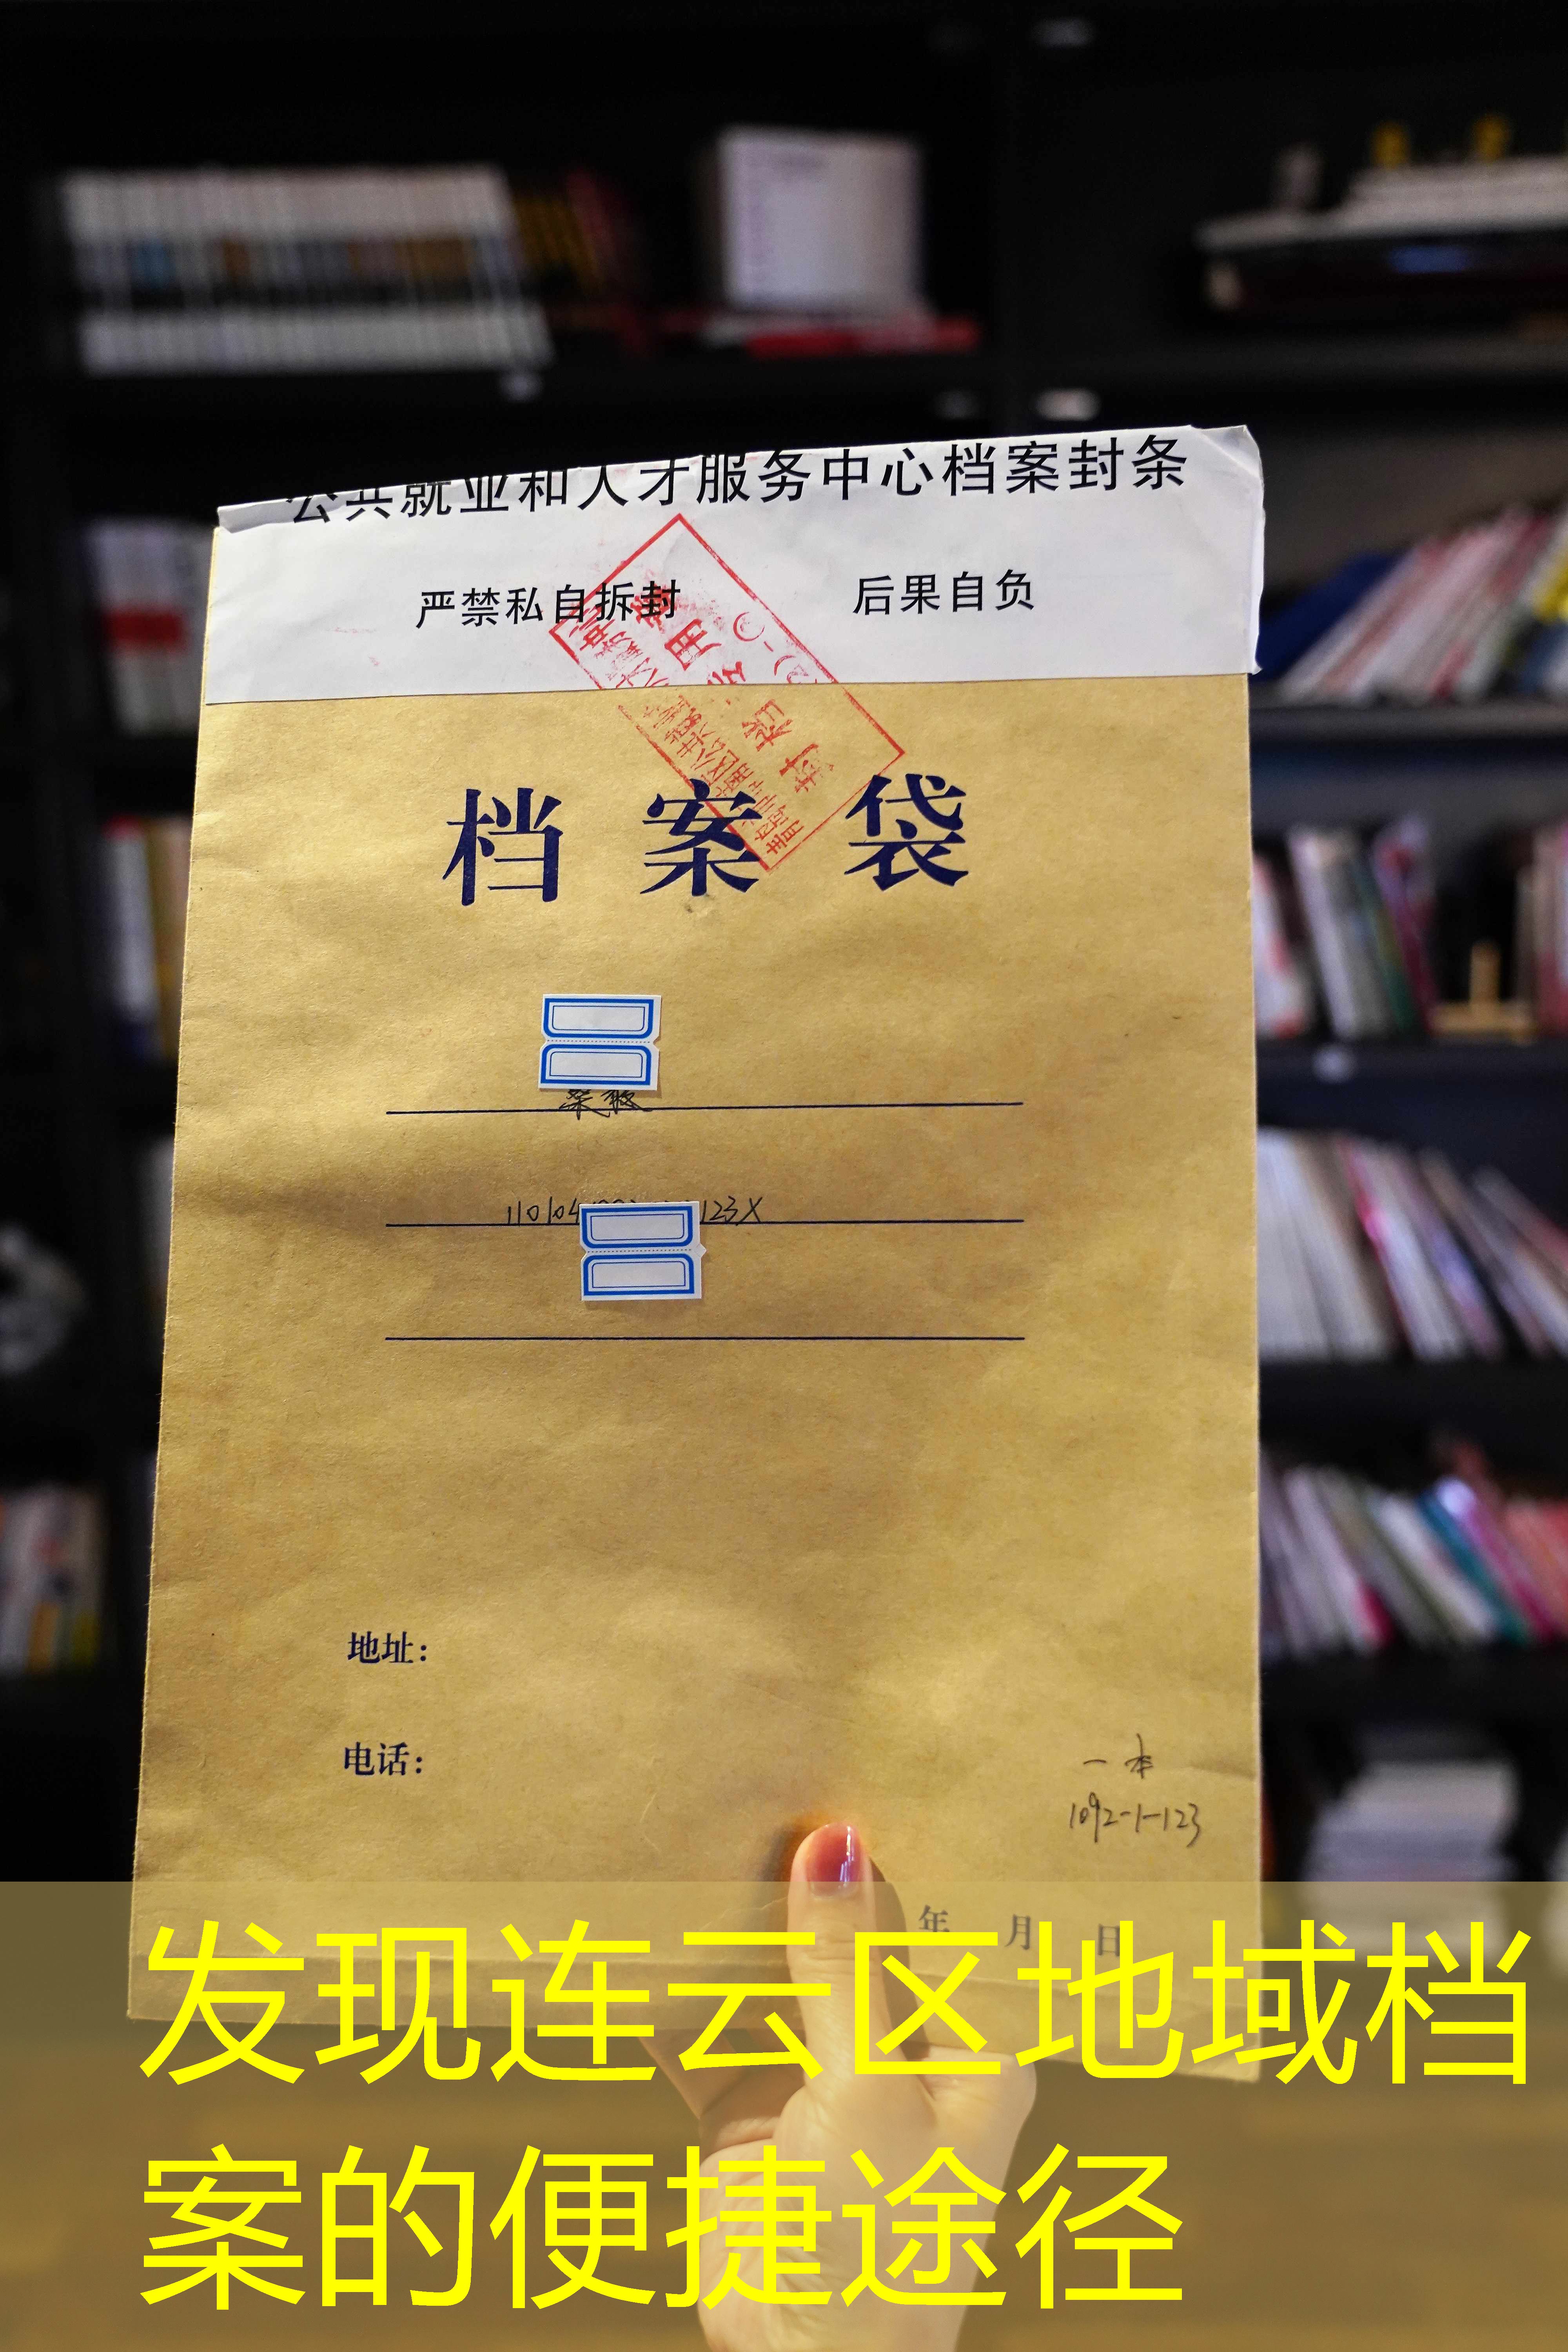 公共就业和人才服务中心档案封条
严禁私自拆封 后果自负
档案袋
地址：
电话：
一本
1092-1-123
年 月 日
发现连云区地域档
案的便捷途径